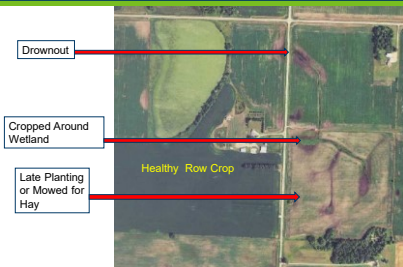 Drownout
Cropped Around
Wetland
Healthy Row Crop
Late Planting
or Mowed for
Hay